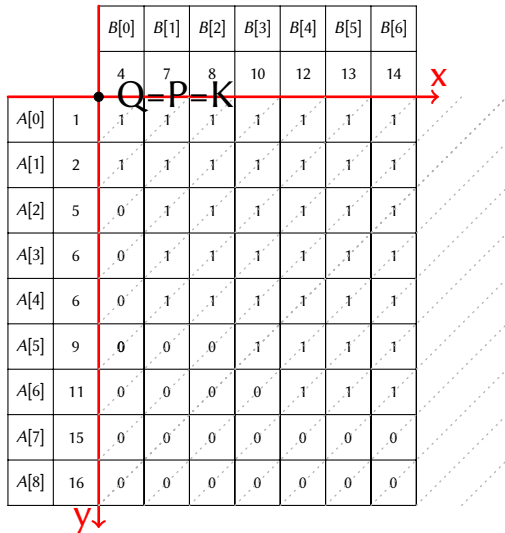 B[0] B[1] B[2] B[3] B[4] B[5] B[6]
4 7 8 10 12 13 14
x
Q=P=K
A[0] 1 1 1 1 1 1 1 1
A[1] 2 1 1 1 1 1 1 1
A[2] 5 0 1 1 1 1 1 1
A[3] 6 0 1 1 1 1 1 1
A[4] 6 0 1 1 1 1 1 1
A[5] 9 0 0 0 1 1 1 1
A[6] 11 0 0 0 0 1 1 1
A[7] 15 0 0 0 0 0 0 0
A[8] 16 0 0 0 0 0 0 0
y